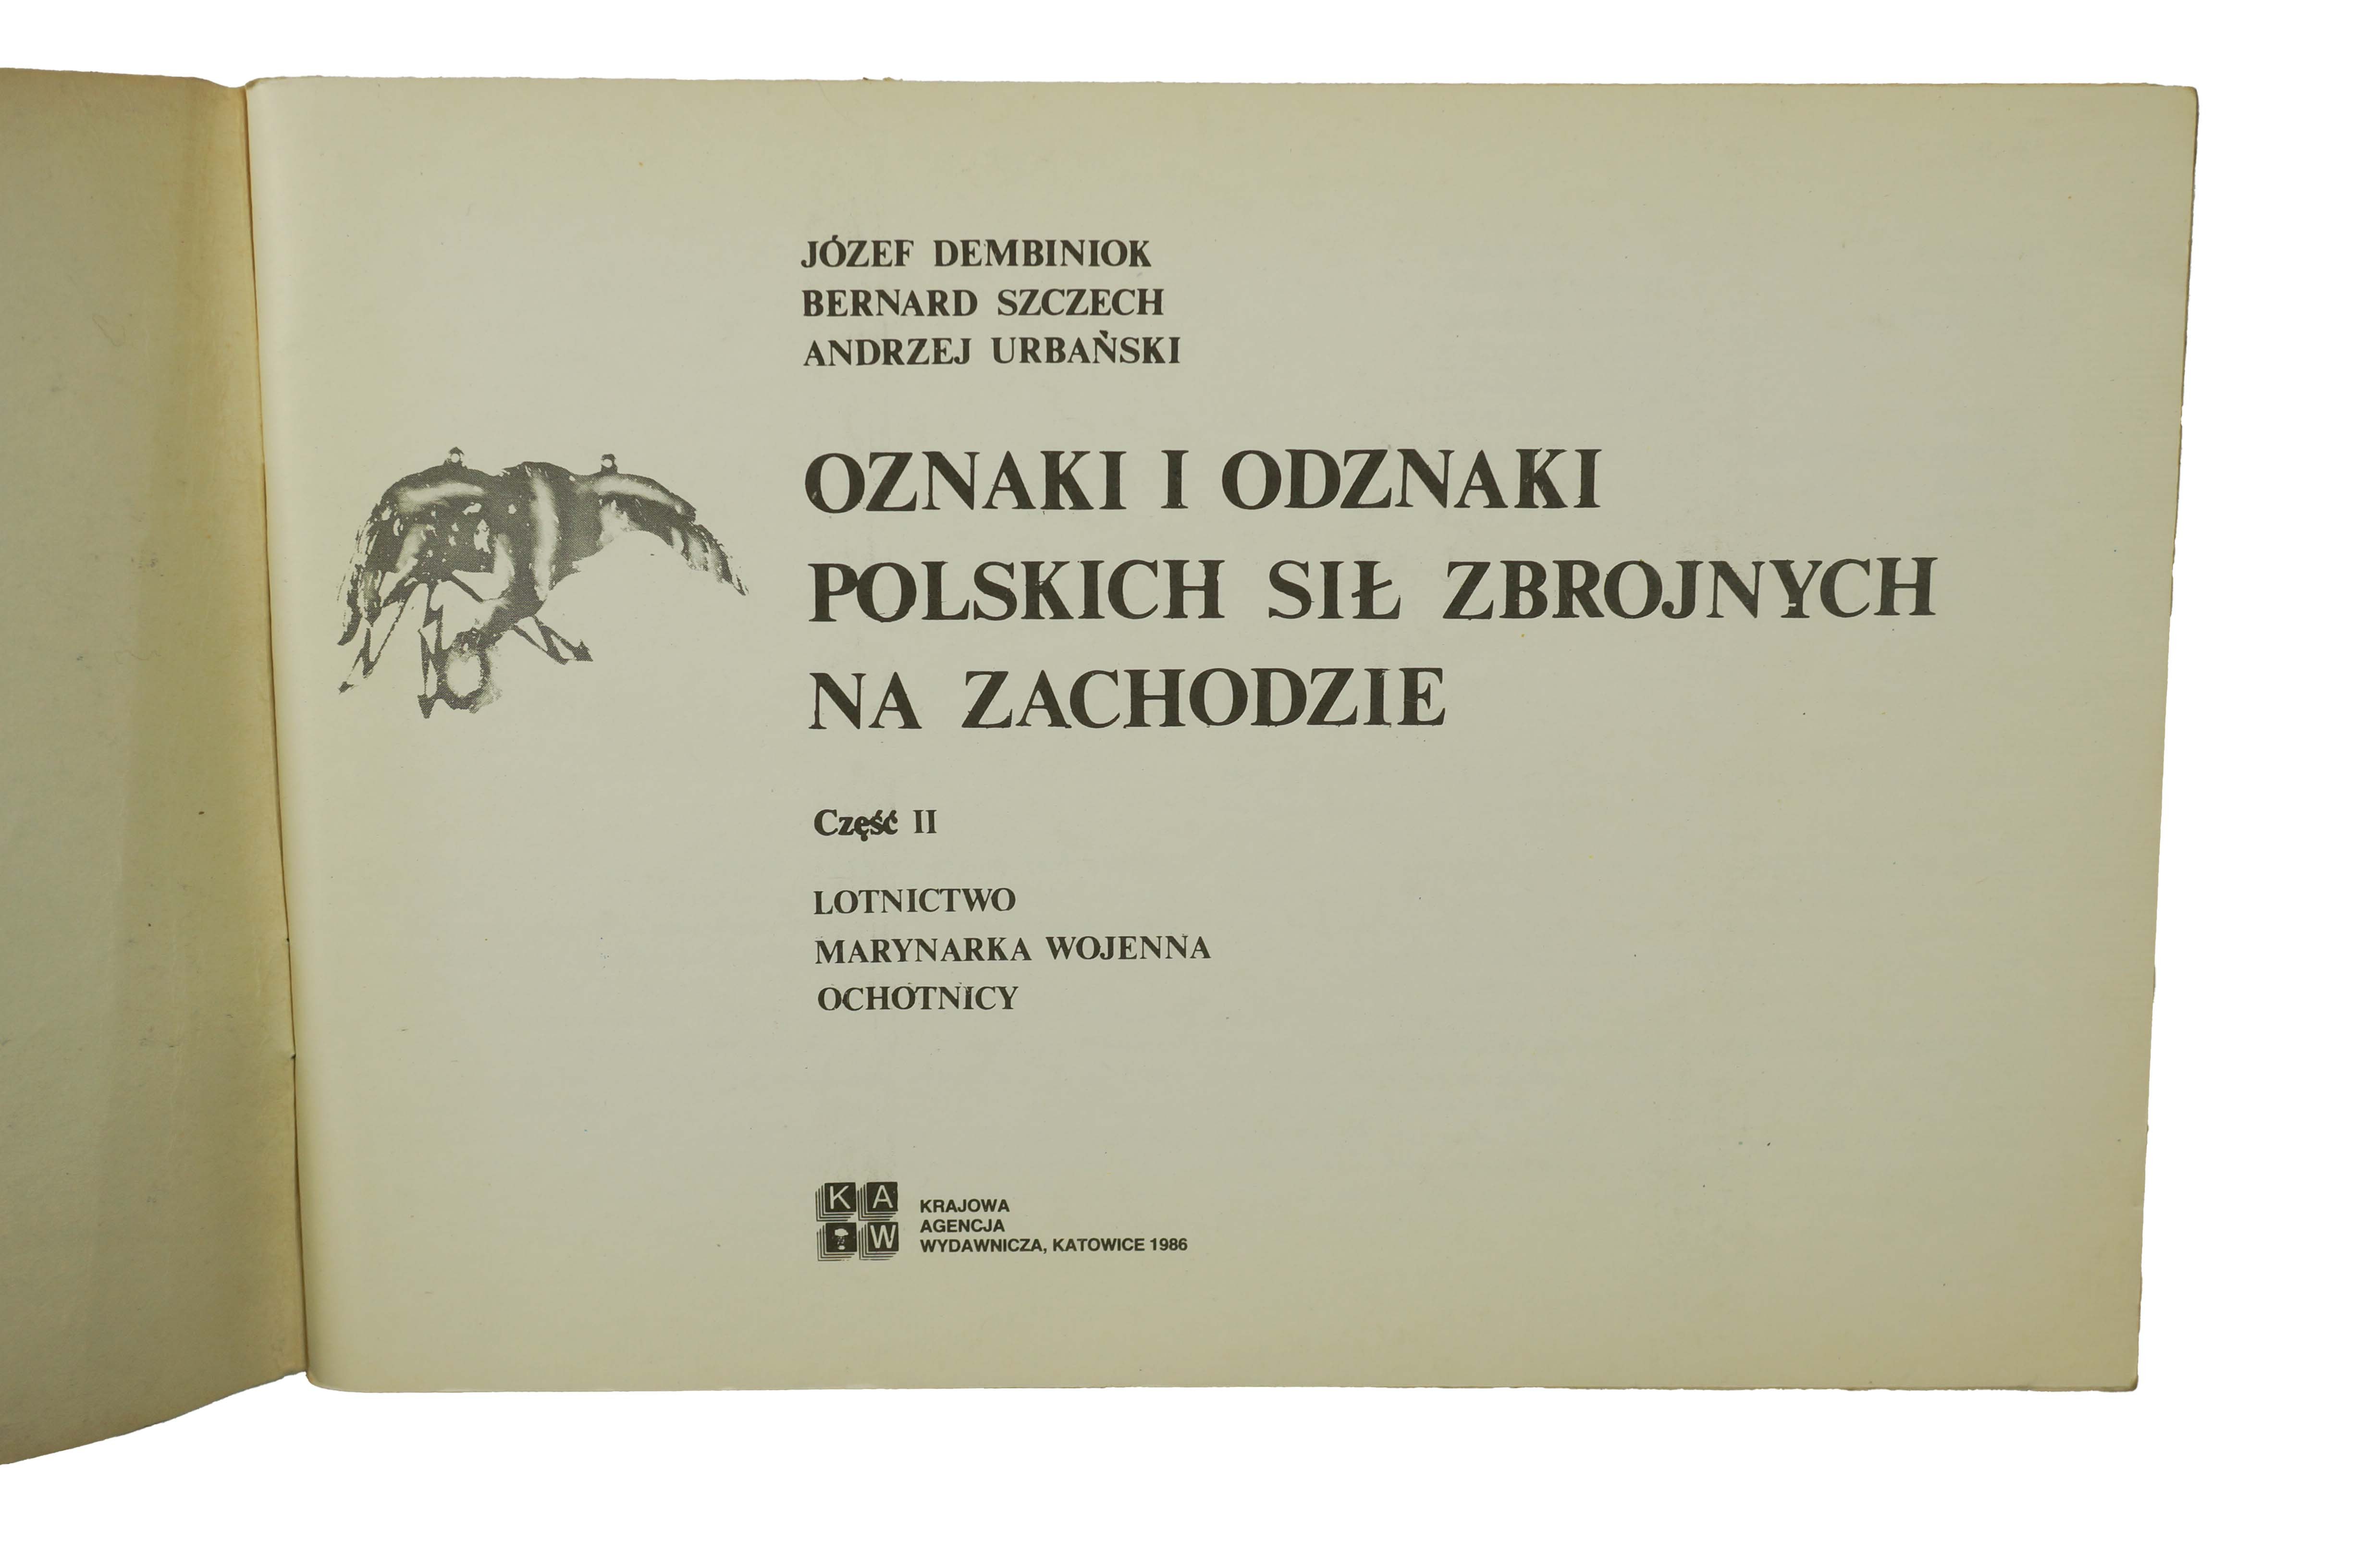 JÓZEF DEMBINIOK
BERNARD SZCZECH
ANDRZEJ URBAŃSKI
OZNAKI I ODZNAKI
POLSKICH SIŁ ZBROJNYCH
NA ZACHODZIE
Część II
LOTNICTWO
MARYNARKA WOJENNA
OCHOTNICY
K A
W
KRAJOWA
AGENCJA
WYDAWNICZA, KATOWICE 1986